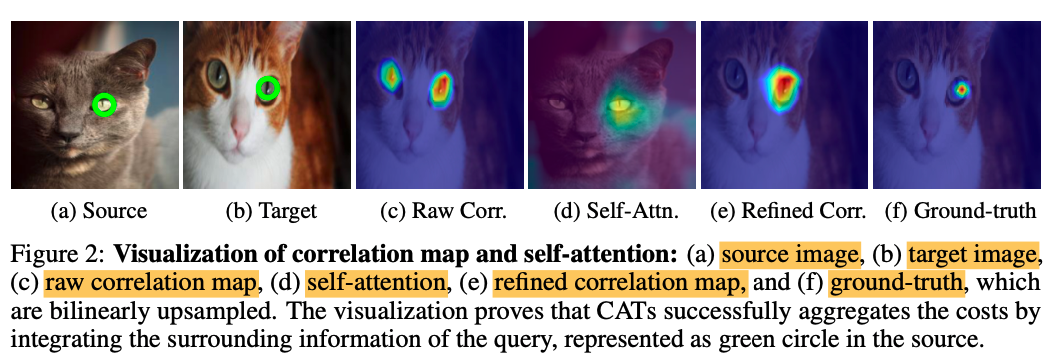 (a) Source
(b) Target
(c) Raw Corr.
(d) Self-Attn.
(e) Refined Corr.
(f) Ground-truth
Figure 2: Visualization of correlation map and self-attention: (a) source image, (b) target image,
(c) raw correlation map, (d) self-attention, (e) refined correlation map, and (f) ground-truth, which
are bilinearly upsampled. The visualization proves that CATs successfully aggregates the costs by
integrating the surrounding information of the query, represented as green circle in the source.